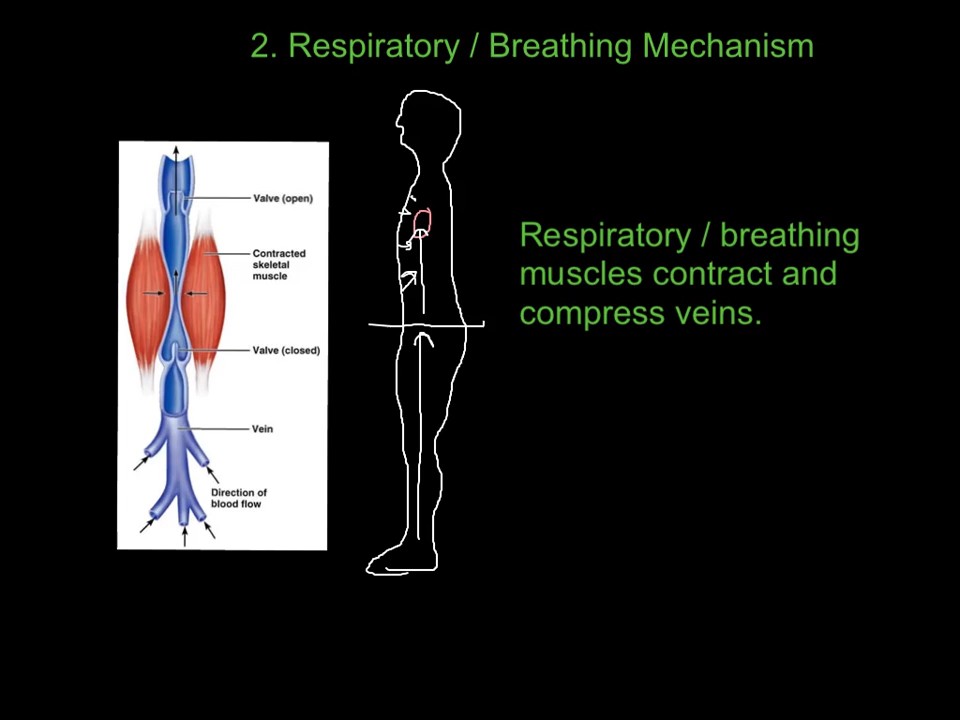 2. Respiratory / Breathing Mechanism
Valve (open)
Contracted
skeletal
muscle
Valve (closed)
Vein
Direction of
blood flow
Respiratory / breathing
muscles contract and
compress veins.